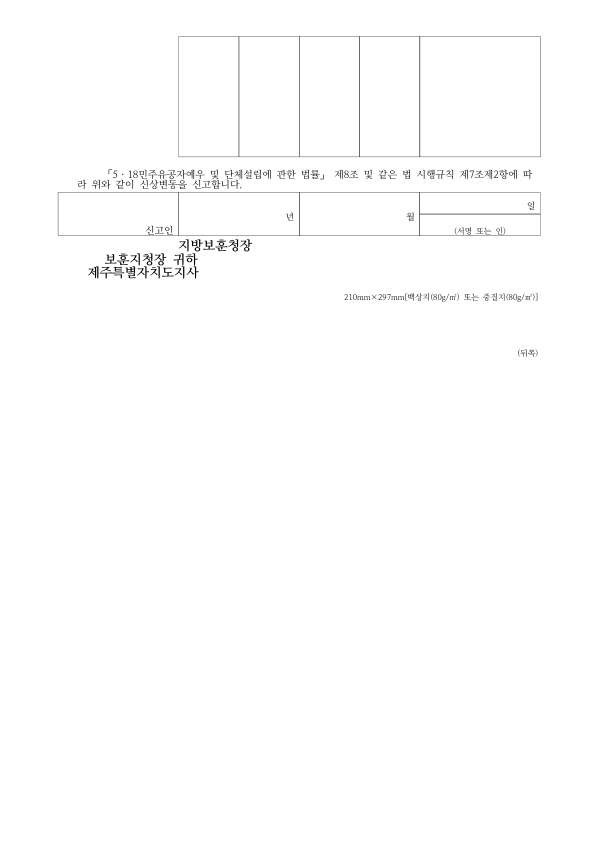 「5ㆍ18민주유공자예우 및 단체설립에 관한 법률」 제8조 및 같은 법 시행규칙 제7조제2항에 따
라 위와 같이 신상변동을 신고합니다.
일
년 월
신고인 (서명 또는 인)
지방보훈청장
보훈지청장 귀하
제주특별자치도지사
210mm×297mm[백상지(80g/㎡) 또는 중질지(80g/㎡)]
(뒤쪽)